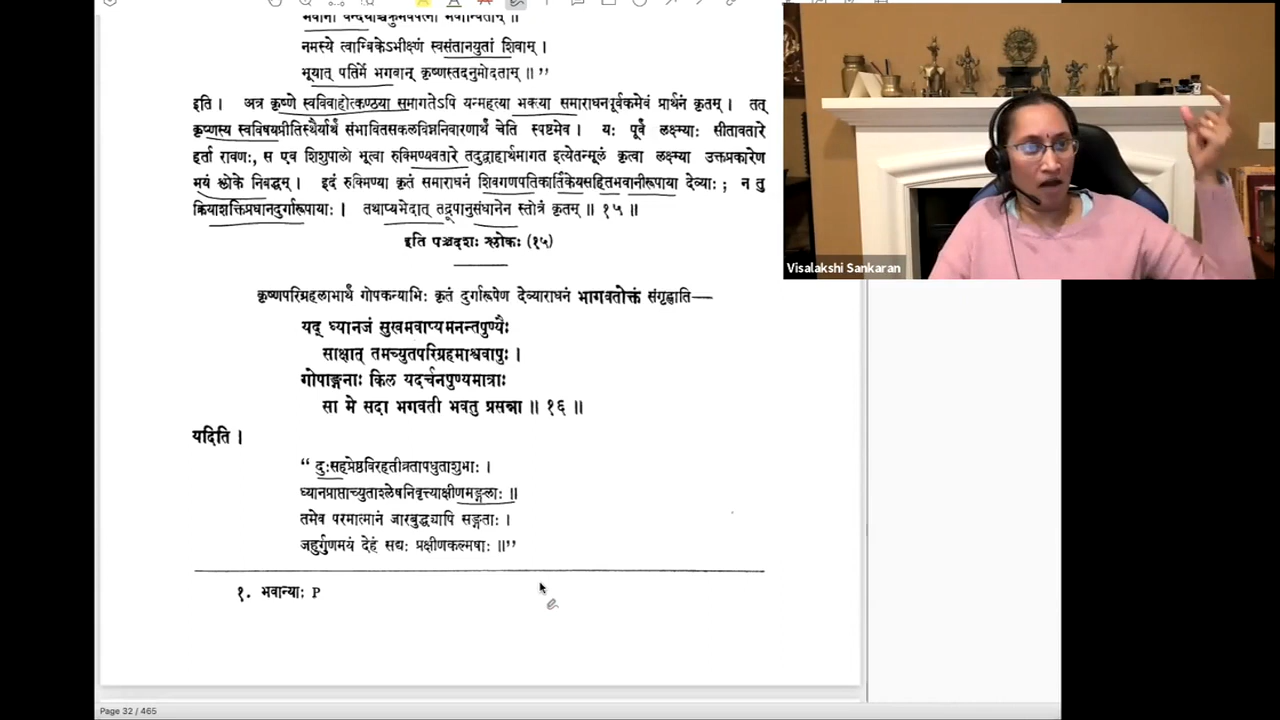 नमस्ये त्वाम्बिकेऽभीक्ष्णं स्वसंतानयुतां शिवाम् ।
भूयात् पतिर्मे भगवान् कृष्णस्तदनुमोदताम् ॥ ”
इति । अत्र कृष्णे स्वविवाहोत्कण्ठया समागतेऽपि यन्महत्या भक्त्या समाराधनपूर्वकमेवं प्रार्थनं कृतम् । तत्
कृष्णस्य स्वविषयप्रीतिस्थैर्यार्थं संभावितसकलविघ्ननिवारणार्थं चेति स्पष्टमेव । यः पूर्वं लक्ष्म्याः सीतावतारे
हर्ता रावणः, स एव शिशुपालो भूत्वा रुक्मिण्यवतारे तदुद्वाहार्थमागत इत्येतन्मूलं कृत्वा लक्ष्म्या उक्तप्रकारेण
मयं श्लोके निबद्धम् । इदं रुक्मिण्या कृतं समाराधनं शिवगणपतिकार्तिकेयसहितभवानीरूपाया देव्याः ; न तु
क्रियाशक्तिप्रधानदुर्गारूपायाः । तथाप्यभेदात् तद्रूपानुसंधानेन स्तोत्रं कृतम् ॥ १५ ॥
इति पञ्चदशः श्लोकः (१५)
कृष्णपरिग्रहलाभार्थं गोपकन्याभिः कृतं दुर्गारूपेण देव्याराधनं भागवतोक्तं संगृह्णाति—
यद् ध्यानजं सुखमवाप्यमनन्तपुण्यैः
साक्षात् तमच्युतपरिग्रहमाश्ववापुः ।
गोपाङ्गनाः किल यदर्चनपुण्यमात्राः
सा मे सदा भगवती भवतु प्रसन्ना ॥ १६ ॥
यदिति ।
“ दुःसहप्रेष्ठविरहतीव्रतापधुताशुभाः ।
ध्यानप्राप्ताच्युताश्लेषनिवृत्त्याक्षीणमङ्गलाः ॥
तमेव परमात्मानं जारबुद्ध्यापि सङ्गताः ।
जहुर्गुणमयं देहं सद्यः प्रक्षीणकल्मषाः ॥”
१. भवान्याः P
Page 32 / 465
Visalakshi Sankaran